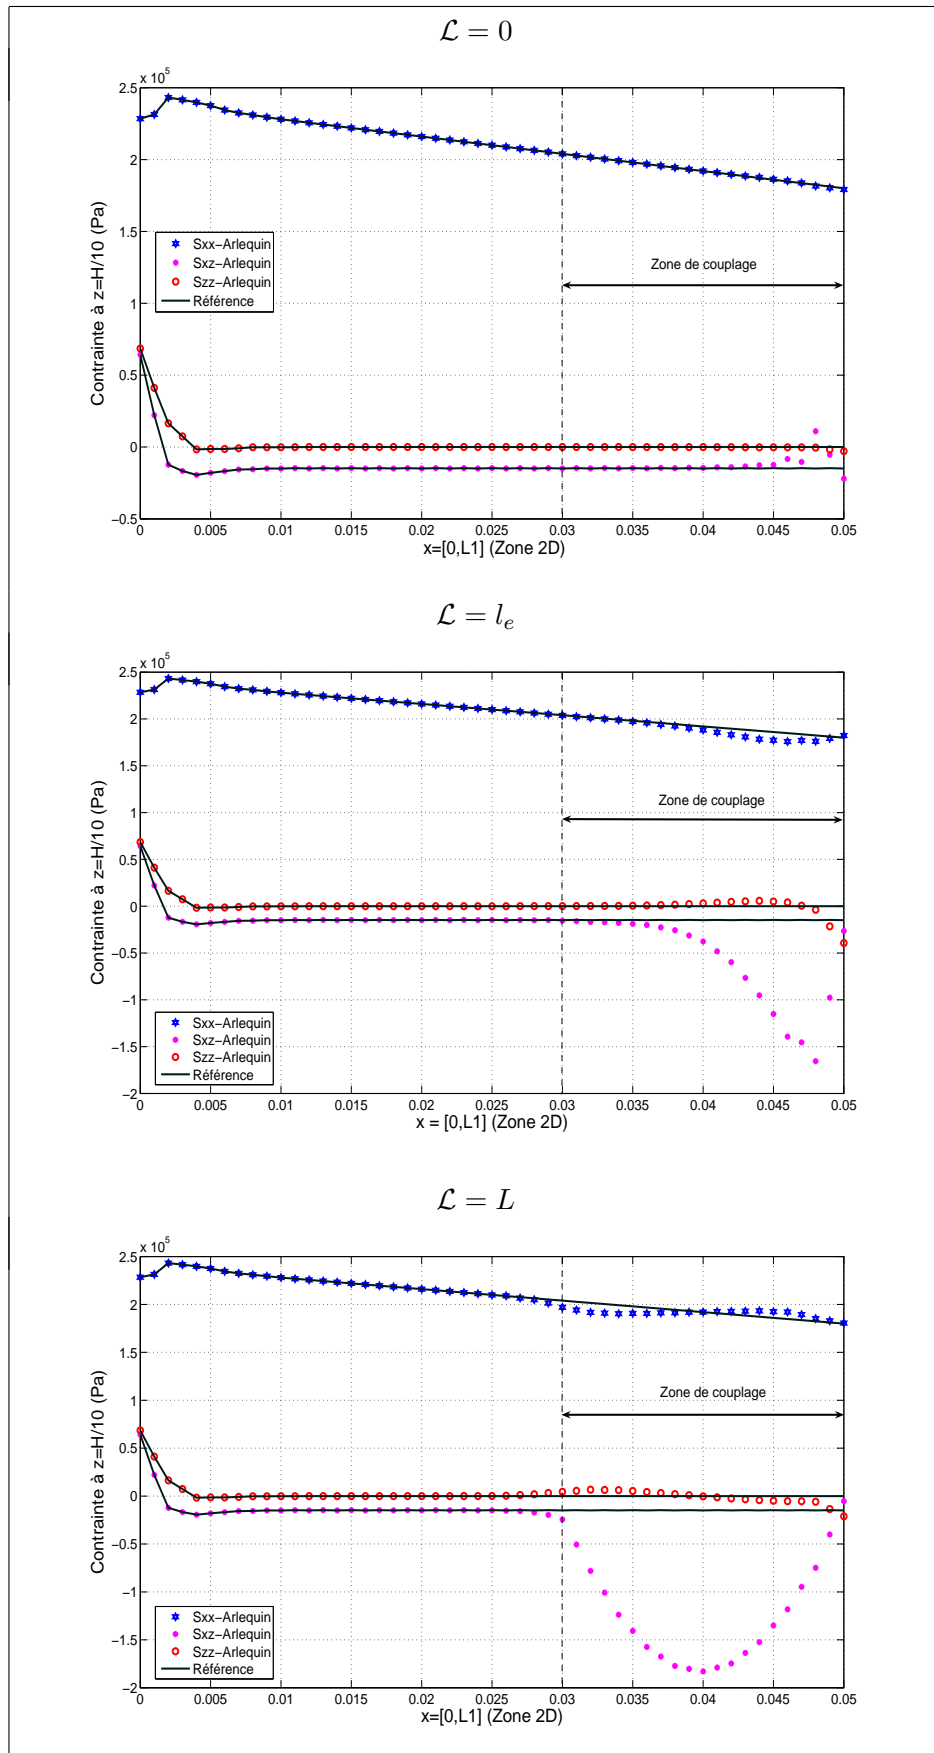 ℒ = 0
x 10^5
2.5
2
1.5
1
0.5
0
−0.5
Contrainte à z=H/10 (Pa)
Sxx−Arlequin
Sxz−Arlequin
Szz−Arlequin
Référence
Zone de couplage
0 0.005 0.01 0.015 0.02 0.025 0.03 0.035 0.04 0.045 0.05
x=[0,L1] (Zone 2D)
ℒ = l_e
x 10^5
2.5
2
1.5
1
0.5
0
−0.5
−1
−1.5
−2
Contrainte à z=H/10 (Pa)
Zone de couplage
Sxx−Arlequin
Sxz−Arlequin
Szz−Arlequin
Référence
0 0.005 0.01 0.015 0.02 0.025 0.03 0.035 0.04 0.045 0.05
x = [0,L1] (Zone 2D)
ℒ = L
x 10^5
2.5
2
1.5
1
0.5
0
−0.5
−1
−1.5
−2
Contrainte à z=H/10 (Pa)
Zone de couplage
Sxx−Arlequin
Sxz−Arlequin
Szz−Arlequin
Référence
0 0.005 0.01 0.015 0.02 0.025 0.03 0.035 0.04 0.045 0.05
x=[0,L1] (Zone 2D)